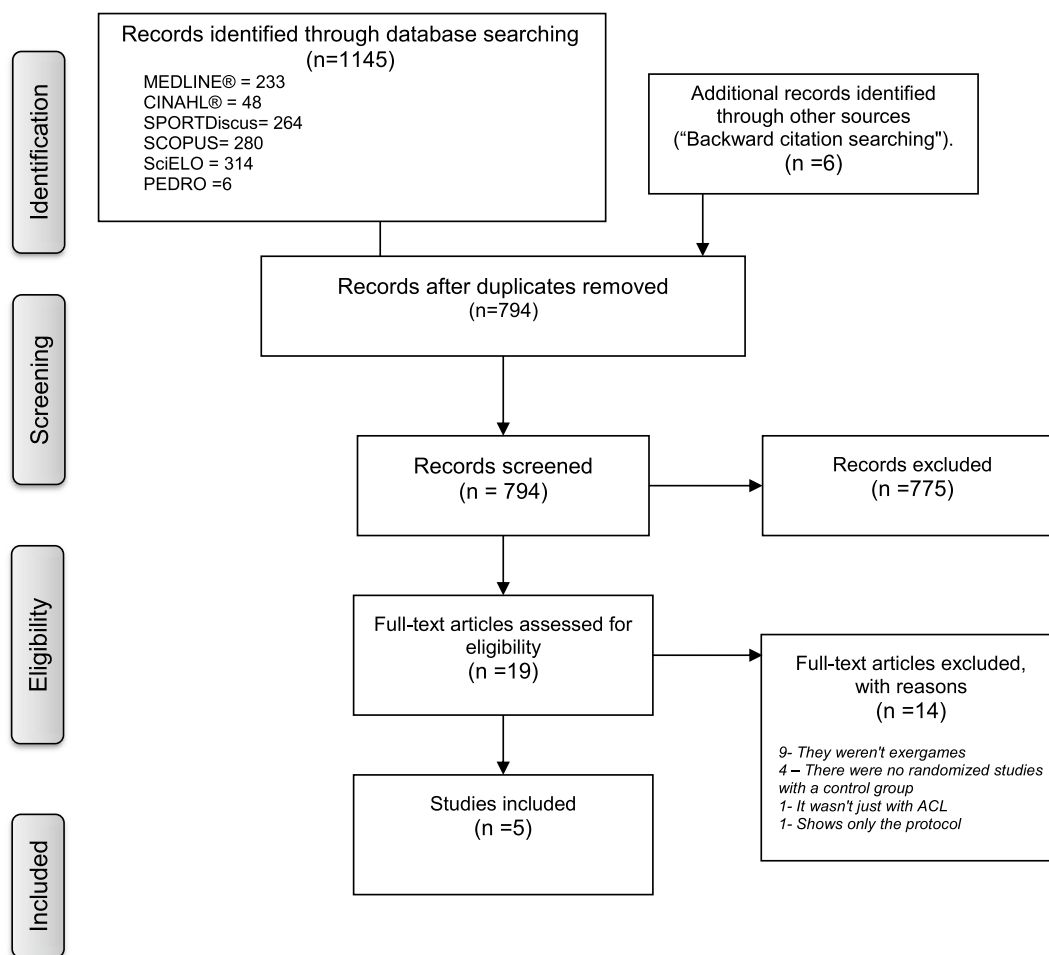 Identification
Records identified through database searching
(n=1145)
MEDLINE® = 233
CINAHL® = 48
SPORTDiscus= 264
SCOPUS= 280
SciELO = 314
PEDRO =6
Additional records identified
through other sources
(“Backward citation searching").
(n =6)
Records after duplicates removed
(n=794)
Screening
Records screened
(n = 794)
Records excluded
(n =775)
Eligibility
Full-text articles assessed for
eligibility
(n =19)
Full-text articles excluded,
with reasons
(n =14)
9- They weren't exergames
4 – There were no randomized studies
with a control group
1- It wasn't just with ACL
1- Shows only the protocol
Included
Studies included
(n =5)